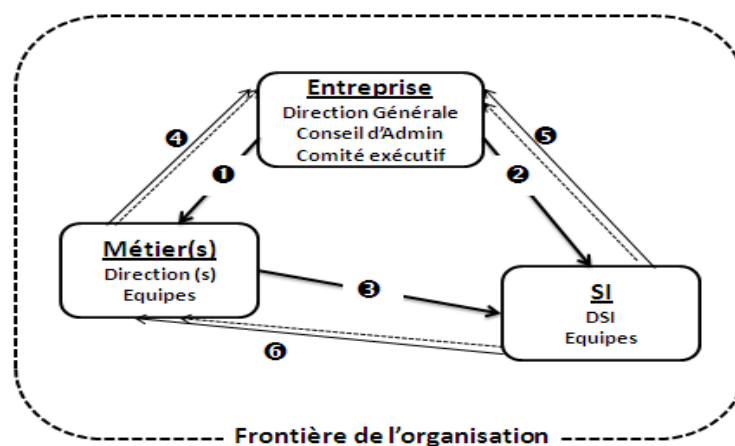 Entreprise
Direction Générale
Conseil d'Admin
Comité exécutif
❹
❺
❶
❷
Métier(s)
Direction (s)
Equipes
❸
SI
DSI
Equipes
❻
Frontière de l'organisation